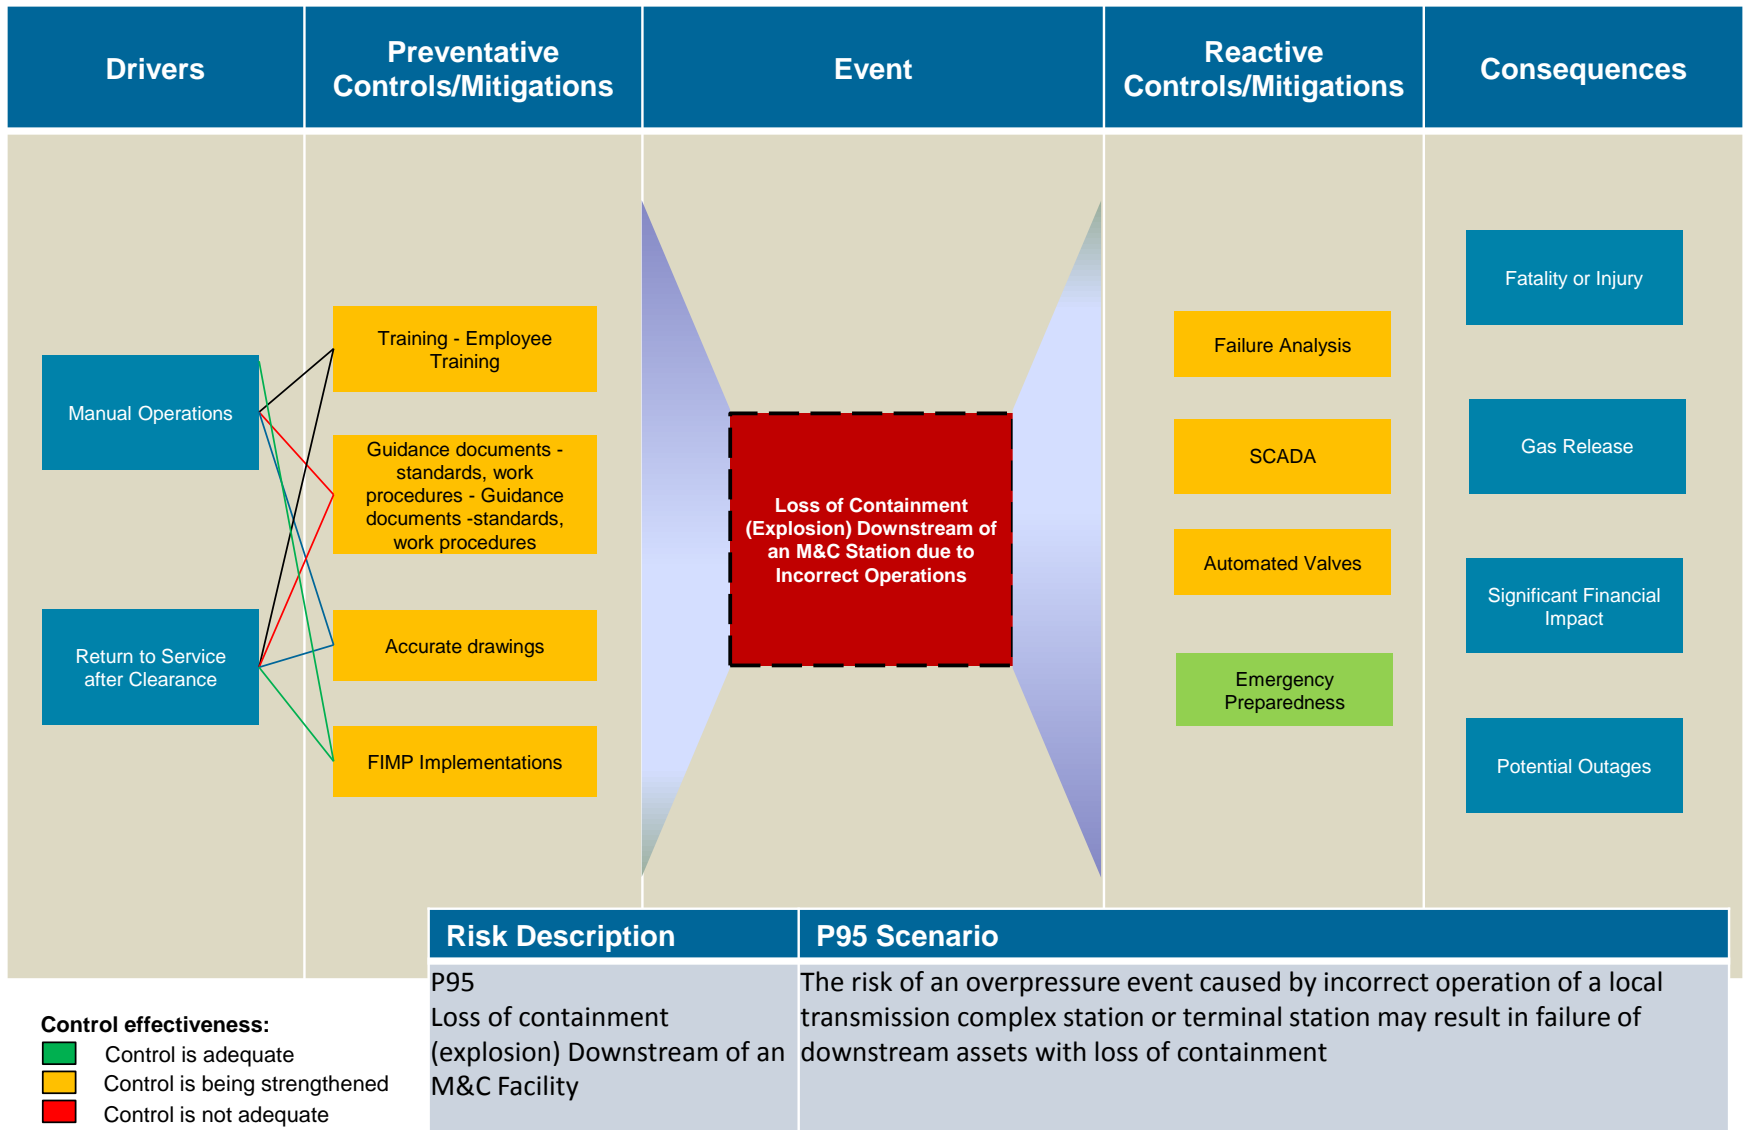 Drivers
Preventative
Controls/Mitigations
Event
Reactive
Controls/Mitigations
Consequences
Manual Operations
Return to Service
after Clearance
Training - Employee
Training
Guidance documents -
standards, work
procedures - Guidance
documents -standards,
work procedures
Accurate drawings
FIMP Implementations
Loss of Containment
(Explosion) Downstream of
an M&C Station due to
Incorrect Operations
Failure Analysis
SCADA
Automated Valves
Emergency
Preparedness
Fatality or Injury
Gas Release
Significant Financial
Impact
Potential Outages
Risk Description
P95 Scenario
P95
Loss of containment
(explosion) Downstream of an
M&C Facility
The risk of an overpressure event caused by incorrect operation of a local
transmission complex station or terminal station may result in failure of
downstream assets with loss of containment
Control effectiveness:
Control is adequate
Control is being strengthened
Control is not adequate